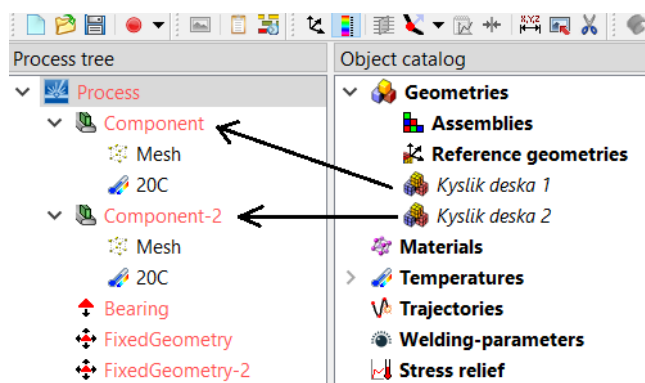 Process tree
Process
Component
Mesh
20C
Component-2
Mesh
20C
Bearing
FixedGeometry
FixedGeometry-2
X,Y,Z
Object catalog
Geometries
Assemblies
Reference geometries
Kyslik deska 1
Kyslik deska 2
Materials
Temperatures
Trajectories
Welding-parameters
Stress relief